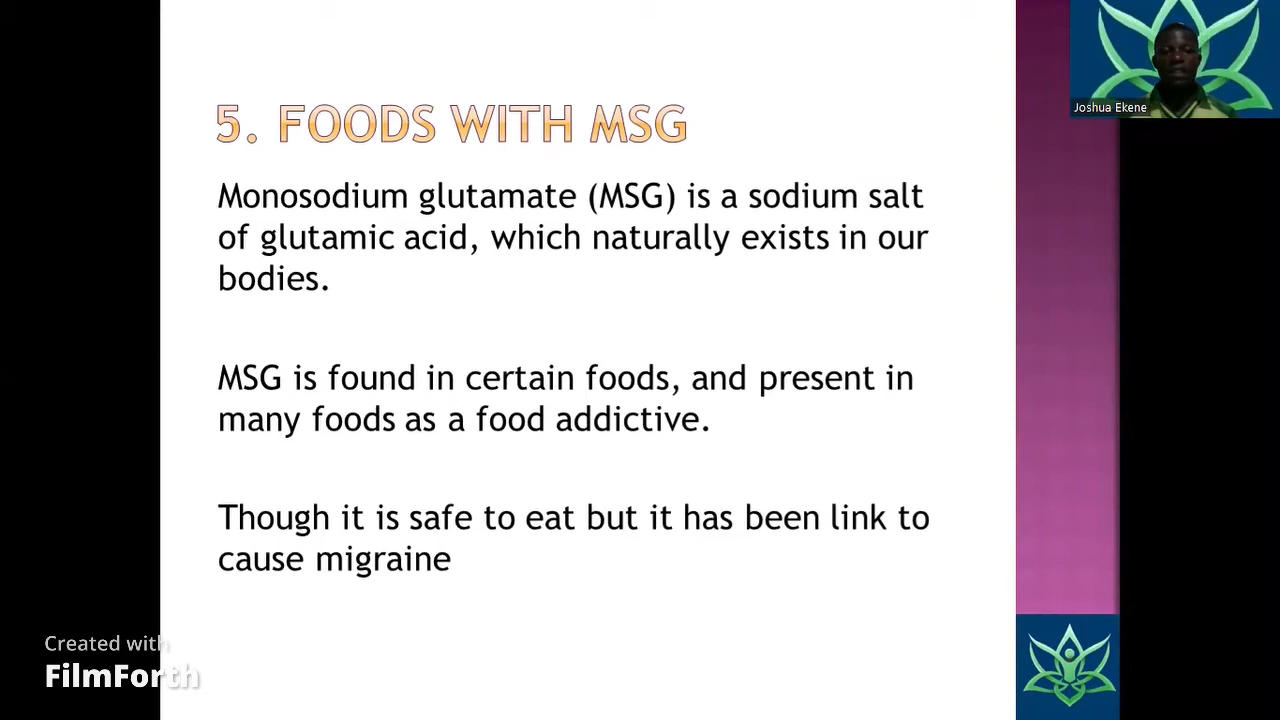 5. FOODS WITH MSG
Monosodium glutamate (MSG) is a sodium salt
of glutamic acid, which naturally exists in our
bodies.
MSG is found in certain foods, and present in
many foods as a food addictive.
Though it is safe to eat but it has been link to
cause migraine
Joshua Ekene
Created with
FilmForth